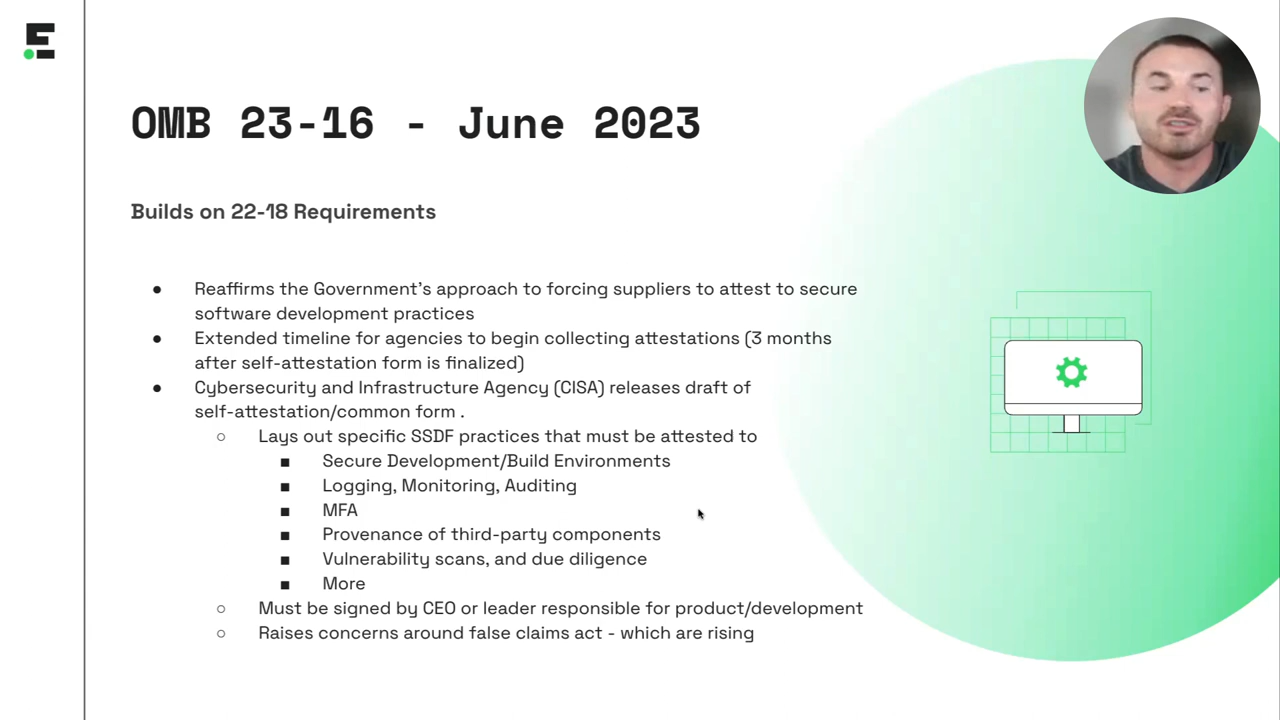 OMB 23-16 - June 2023
Builds on 22-18 Requirements
● Reaffirms the Government's approach to forcing suppliers to attest to secure
software development practices
● Extended timeline for agencies to begin collecting attestations (3 months
after self-attestation form is finalized)
● Cybersecurity and Infrastructure Agency (CISA) releases draft of
self-attestation/common form .
○ Lays out specific SSDF practices that must be attested to
■ Secure Development/Build Environments
■ Logging, Monitoring, Auditing
■ MFA
■ Provenance of third-party components
■ Vulnerability scans, and due diligence
■ More
○ Must be signed by CEO or leader responsible for product/development
○ Raises concerns around false claims act - which are rising